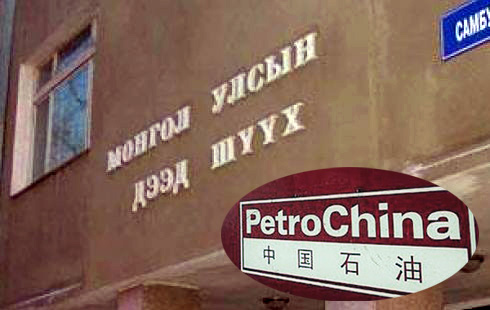 МОНГОЛ УЛСЫН
ДЭЭД ШҮҮХ
САМБУ
PetroChina
中国石油